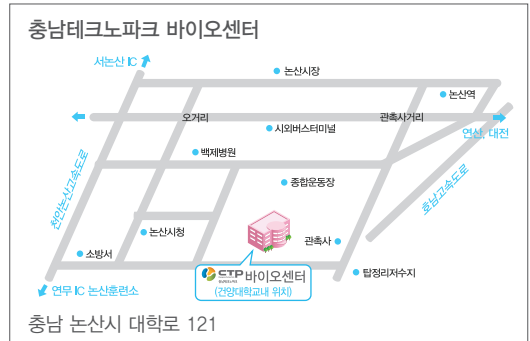 충남테크노파크 바이오센터
서논산 IC
논산시장
논산역
오거리
관촉사거리
시외버스터미널
연산, 대전
백제병원
천안논산고속도로
종합운동장
호남고속도로
논산시청
관촉사
소방서
CTP 바이오센터
(건양대학교내 위치)
탑정리저수지
연무 IC 논산훈련소
충남 논산시 대학로 121